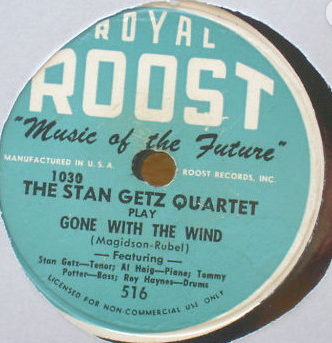 ROYAL
ROOST
"Music of the Future"
MANUFACTURED IN U. S. A. ROOST RECORDS, INC.
1030
THE STAN GETZ QUARTET
PLAY
GONE WITH THE WIND
(Magidson-Rubel)
— Featuring —
Stan Getz—Tenor; Al Haig—Piano; Tommy
Potter—Bass; Roy Haynes—Drums
516
LICENSED FOR NON-COMMERCIAL USE ONLY